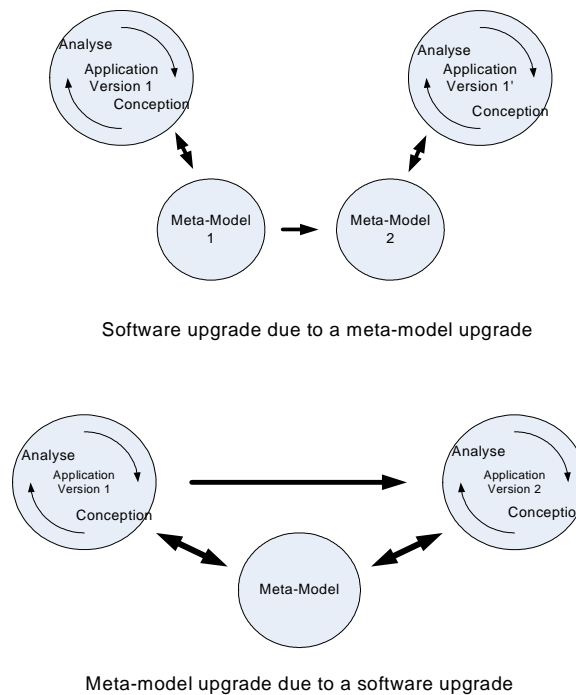 Analyse
Application
Version 1
Conception
Analyse
Application
Version 1'
Conception
Meta-Model
1
Meta-Model
2
Software upgrade due to a meta-model upgrade
Analyse
Application
Version 1
Conception
Analyse
Application
Version 2
Conception
Meta-Model
Meta-model upgrade due to a software upgrade